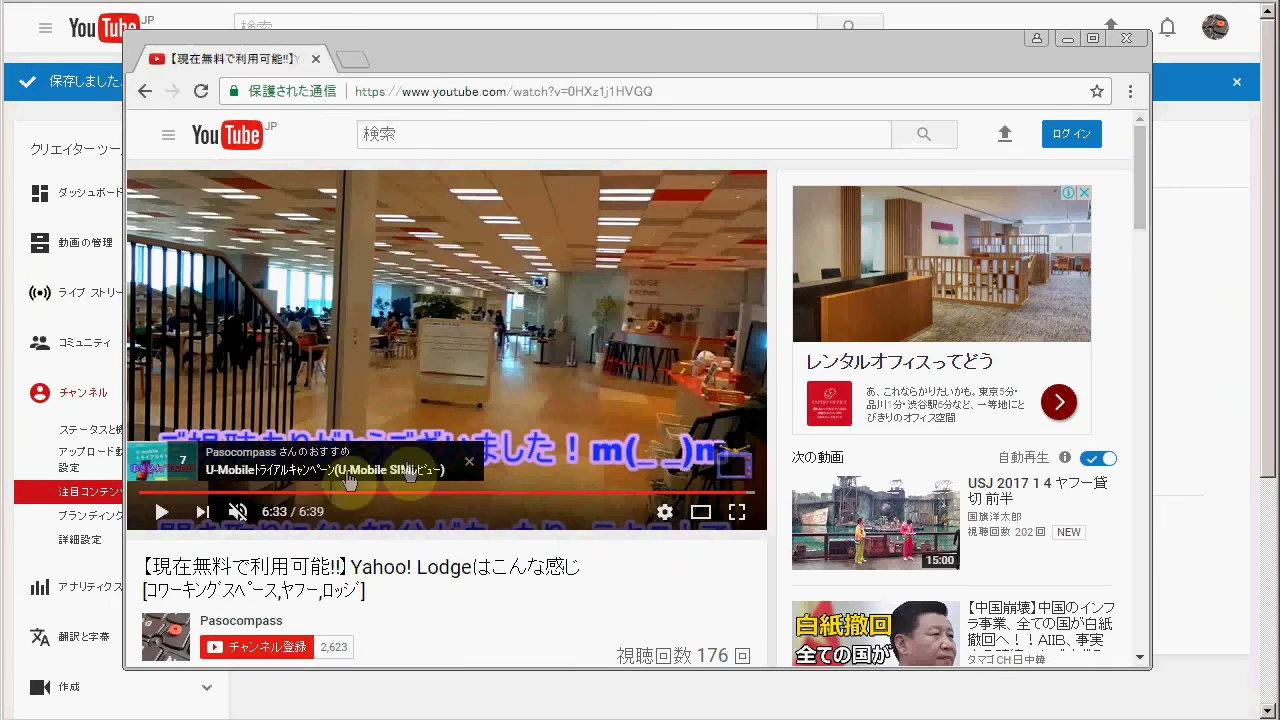 YouTube JP
検索
保存しました
クリエイター ツー
ダッシュボート
動画の管理
ライブ ストリー
コミュニティ
チャンネル
ステータスと
アップロード動
設定
注目コンテン
ブランディング
詳細設定
アナリティクス
翻訳と字幕
作成
【現在無料で利用可能!!】Y
保護された通信
https://www.youtube.com/watch?v=0HXz1j1HVGQ
YouTube JP
検索
ログイン
LODGE
Kitchen
ご視聴ありがとうございました！m(_ _)m
7
Pasocompass さんのおすすめ
U-Mobileトライアルキャンペーン(U-Mobile SIMレビュー)
6:33 / 6:39
【現在無料で利用可能!!】Yahoo! Lodgeはこんな感じ
[コワーキングスペース,ヤフー,ロッジ]
Pasocompass
チャンネル登録
2,623
視聴回数 176 回
レンタルオフィスってどう
あ、これならかりたいかも。東京5分・
品川1分・渋谷駅5分など、一等地にと
ておきのオフィス空間
次の動画
自動再生
USJ 2017 1 4 ヤフー貸
切 前半
国旗洋太郎
視聴回数 202 回
NEW
15:00
白紙撤回
全ての国が
【中国崩壊】中国のインフ
ラ事業、全ての国が白紙
撤回へ！！AIIB、事実
タマゴCH日中韓